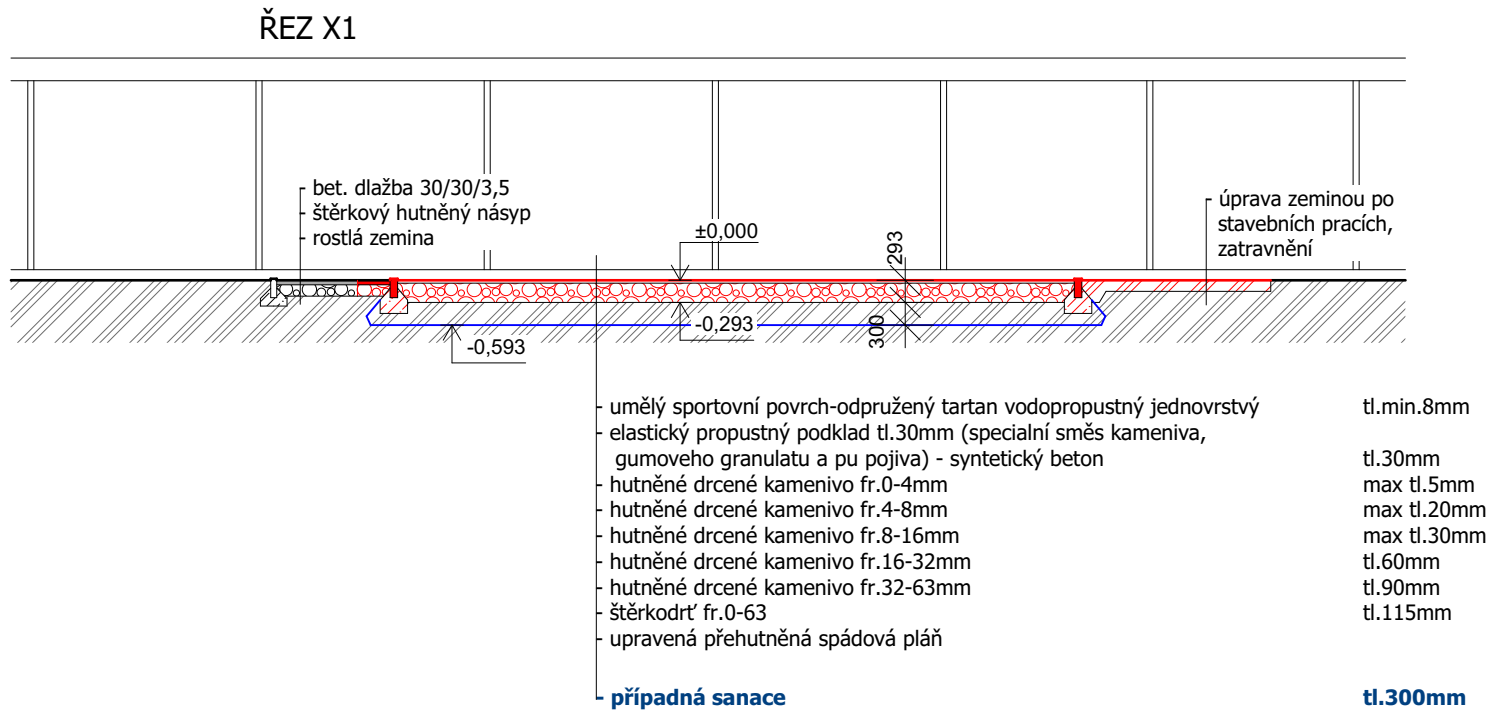 ŘEZ X1
- bet. dlažba 30/30/3,5
- štěrkový hutněný násyp
- rostlá zemina
±0,000
293
- úprava zeminou po
stavebních pracích,
zatravnění
-0,293
300
-0,593
- umělý sportovní povrch-odpružený tartan vodopropustný jednovrstvý tl.min.8mm
- elastický propustný podklad tl.30mm (specialní směs kameniva,
gumoveho granulatu a pu pojiva) - syntetický beton tl.30mm
- hutněné drcené kamenivo fr.0-4mm max tl.5mm
- hutněné drcené kamenivo fr.4-8mm max tl.20mm
- hutněné drcené kamenivo fr.8-16mm max tl.30mm
- hutněné drcené kamenivo fr.16-32mm tl.60mm
- hutněné drcené kamenivo fr.32-63mm tl.90mm
- štěrkodrť fr.0-63 tl.115mm
- upravená přehutněná spádová pláň
- případná sanace tl.300mm